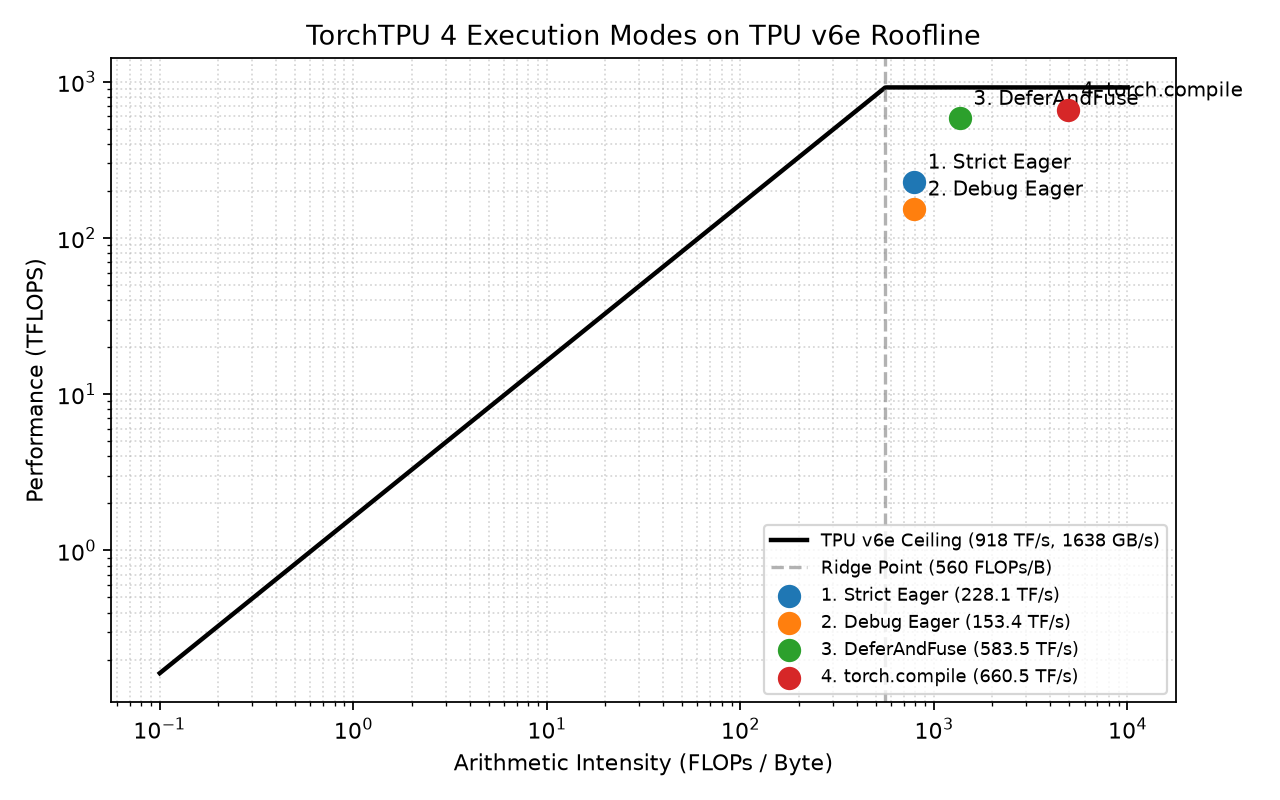 TorchTPU 4 Execution Modes on TPU v6e Roofline
Performance (TFLOPS)
10³
10²
10¹
10⁰
4. torch.compile
3. DeferAndFuse
1. Strict Eager
2. Debug Eager
TPU v6e Ceiling (918 TF/s, 1638 GB/s)
Ridge Point (560 FLOPs/B)
1. Strict Eager (228.1 TF/s)
2. Debug Eager (153.4 TF/s)
3. DeferAndFuse (583.5 TF/s)
4. torch.compile (660.5 TF/s)
10⁻¹ 10⁰ 10¹ 10² 10³ 10⁴
Arithmetic Intensity (FLOPs / Byte)